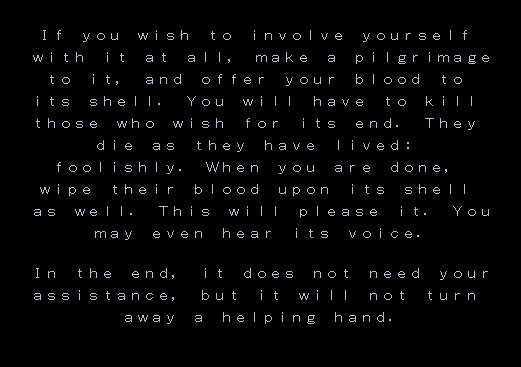 If you wish to involve yourself
with it at all, make a pilgrimage
to it, and offer your blood to
its shell. You will have to kill
those who wish for its end. They
die as they have lived:
foolishly. When you are done,
wipe their blood upon its shell
as well. This will please it. You
may even hear its voice.
In the end, it does not need your
assistance, but it will not turn
away a helping hand.